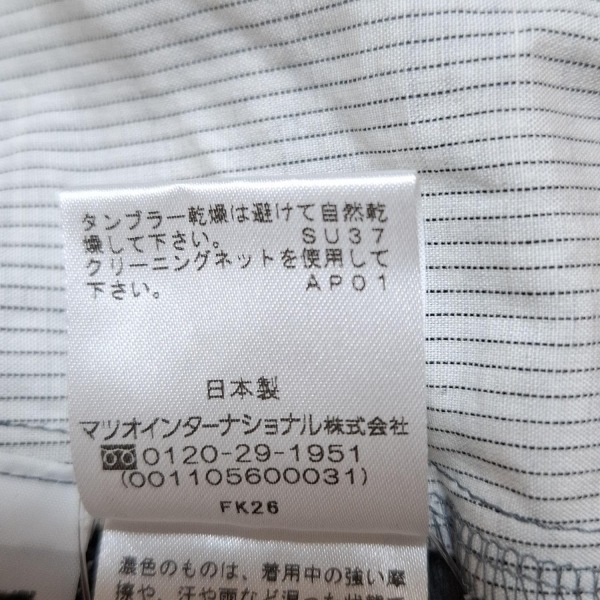 タンブラー乾燥は避けて自然乾
燥して下さい。 SU37
クリーニングネットを使用して
下さい。 AP01
日本製
マツオインターナショナル株式会社
0120-29-1951
(001105600031)
FK26
濃色のものは、着用中の強い摩
擦や、汗や雨など湿った状態で